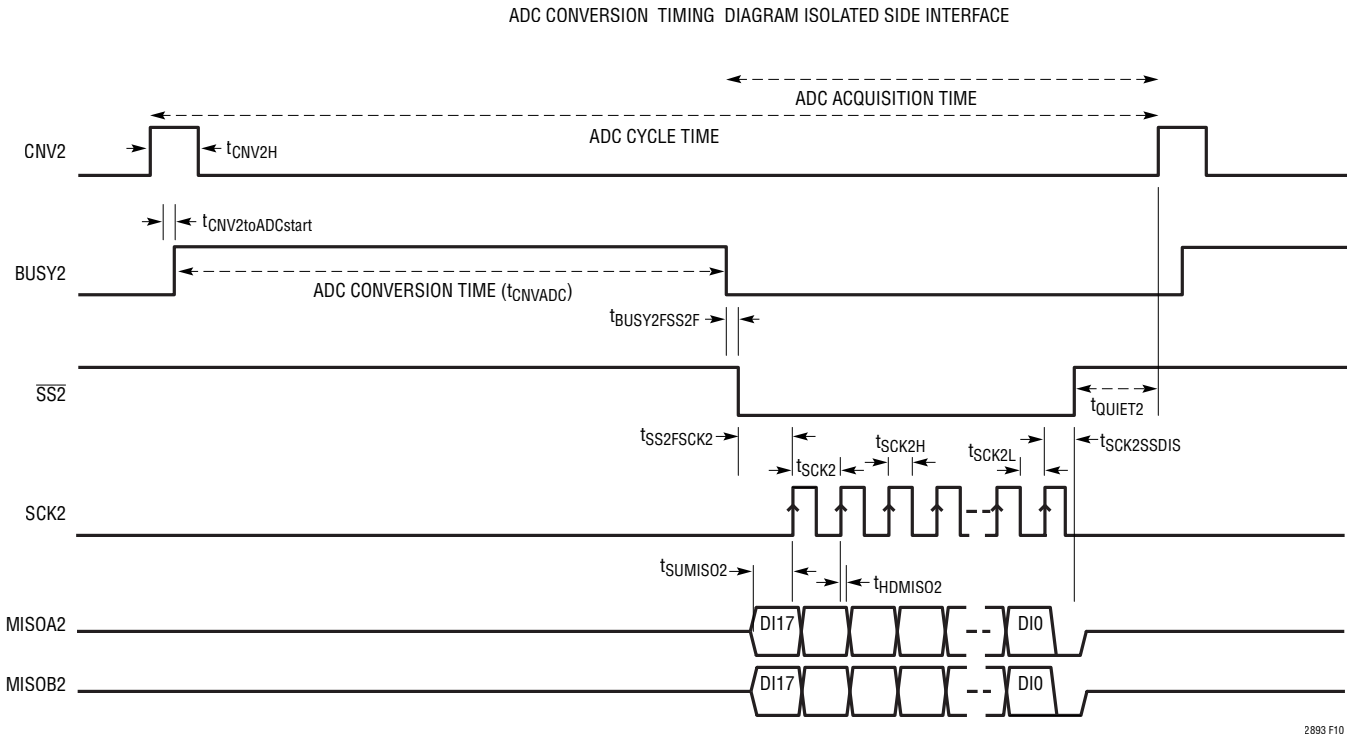 ADC CONVERSION TIMING DIAGRAM ISOLATED SIDE INTERFACE
ADC ACQUISITION TIME
ADC CYCLE TIME
CNV2
tCNV2H
tCNV2toADCstart
BUSY2
ADC CONVERSION TIME (tCNVADC)
tBUSY2FSS2F
SS2
tQUIET2
tSS2FSCK2
tSCK2
tSCK2H
tSCK2L
tSCK2SSDIS
SCK2
tSUMISO2
tHDMISO2
MISOA2
DI17
DI0
MISOB2
DI17
DI0
2893 F10